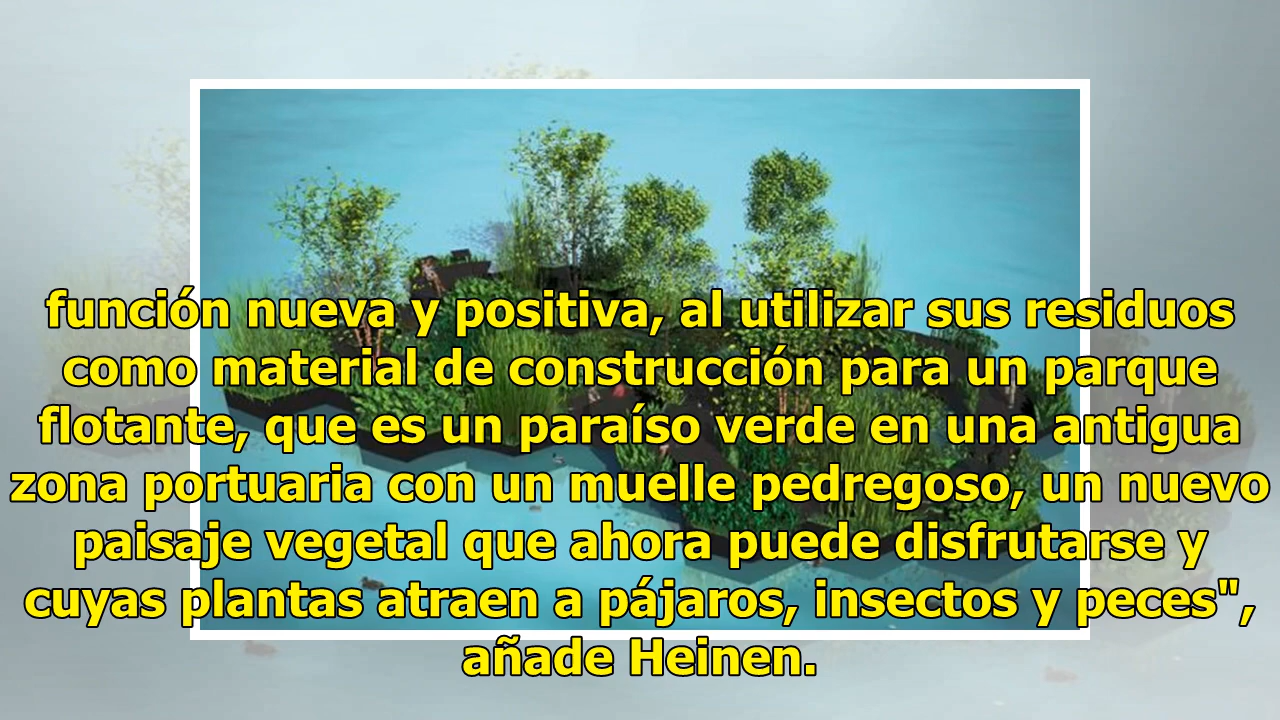 función nueva y positiva, al utilizar sus residuos
como material de construcción para un parque
flotante, que es un paraíso verde en una antigua
zona portuaria con un muelle pedregoso, un nuevo
paisaje vegetal que ahora puede disfrutarse y
cuyas plantas atraen a pájaros, insectos y peces",
añade Heinen.